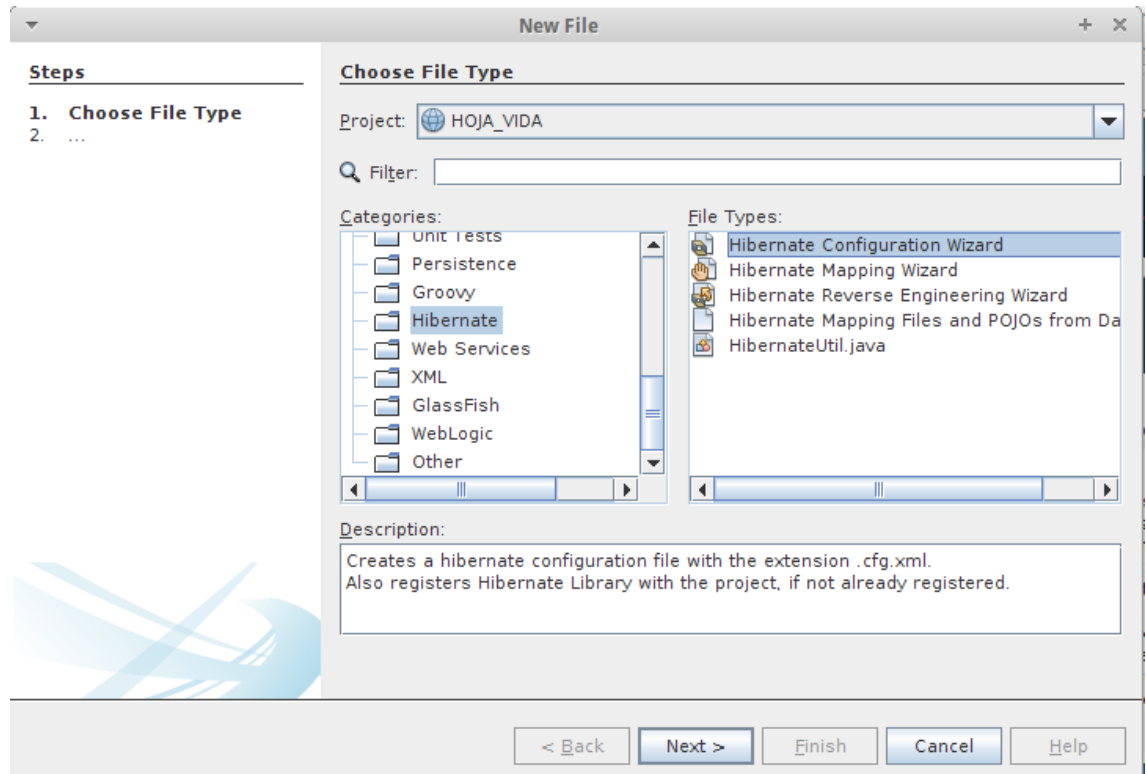 New File
Steps
1. Choose File Type
2. ...
Choose File Type
Project: HOJA_VIDA
Filter:
Categories:
Unit Tests
Persistence
Groovy
Hibernate
Web Services
XML
GlassFish
WebLogic
Other
File Types:
Hibernate Configuration Wizard
Hibernate Mapping Wizard
Hibernate Reverse Engineering Wizard
Hibernate Mapping Files and POJOs from Da
HibernateUtil.java
Description:
Creates a hibernate configuration file with the extension .cfg.xml.
Also registers Hibernate Library with the project, if not already registered.
< Back Next > Finish Cancel Help